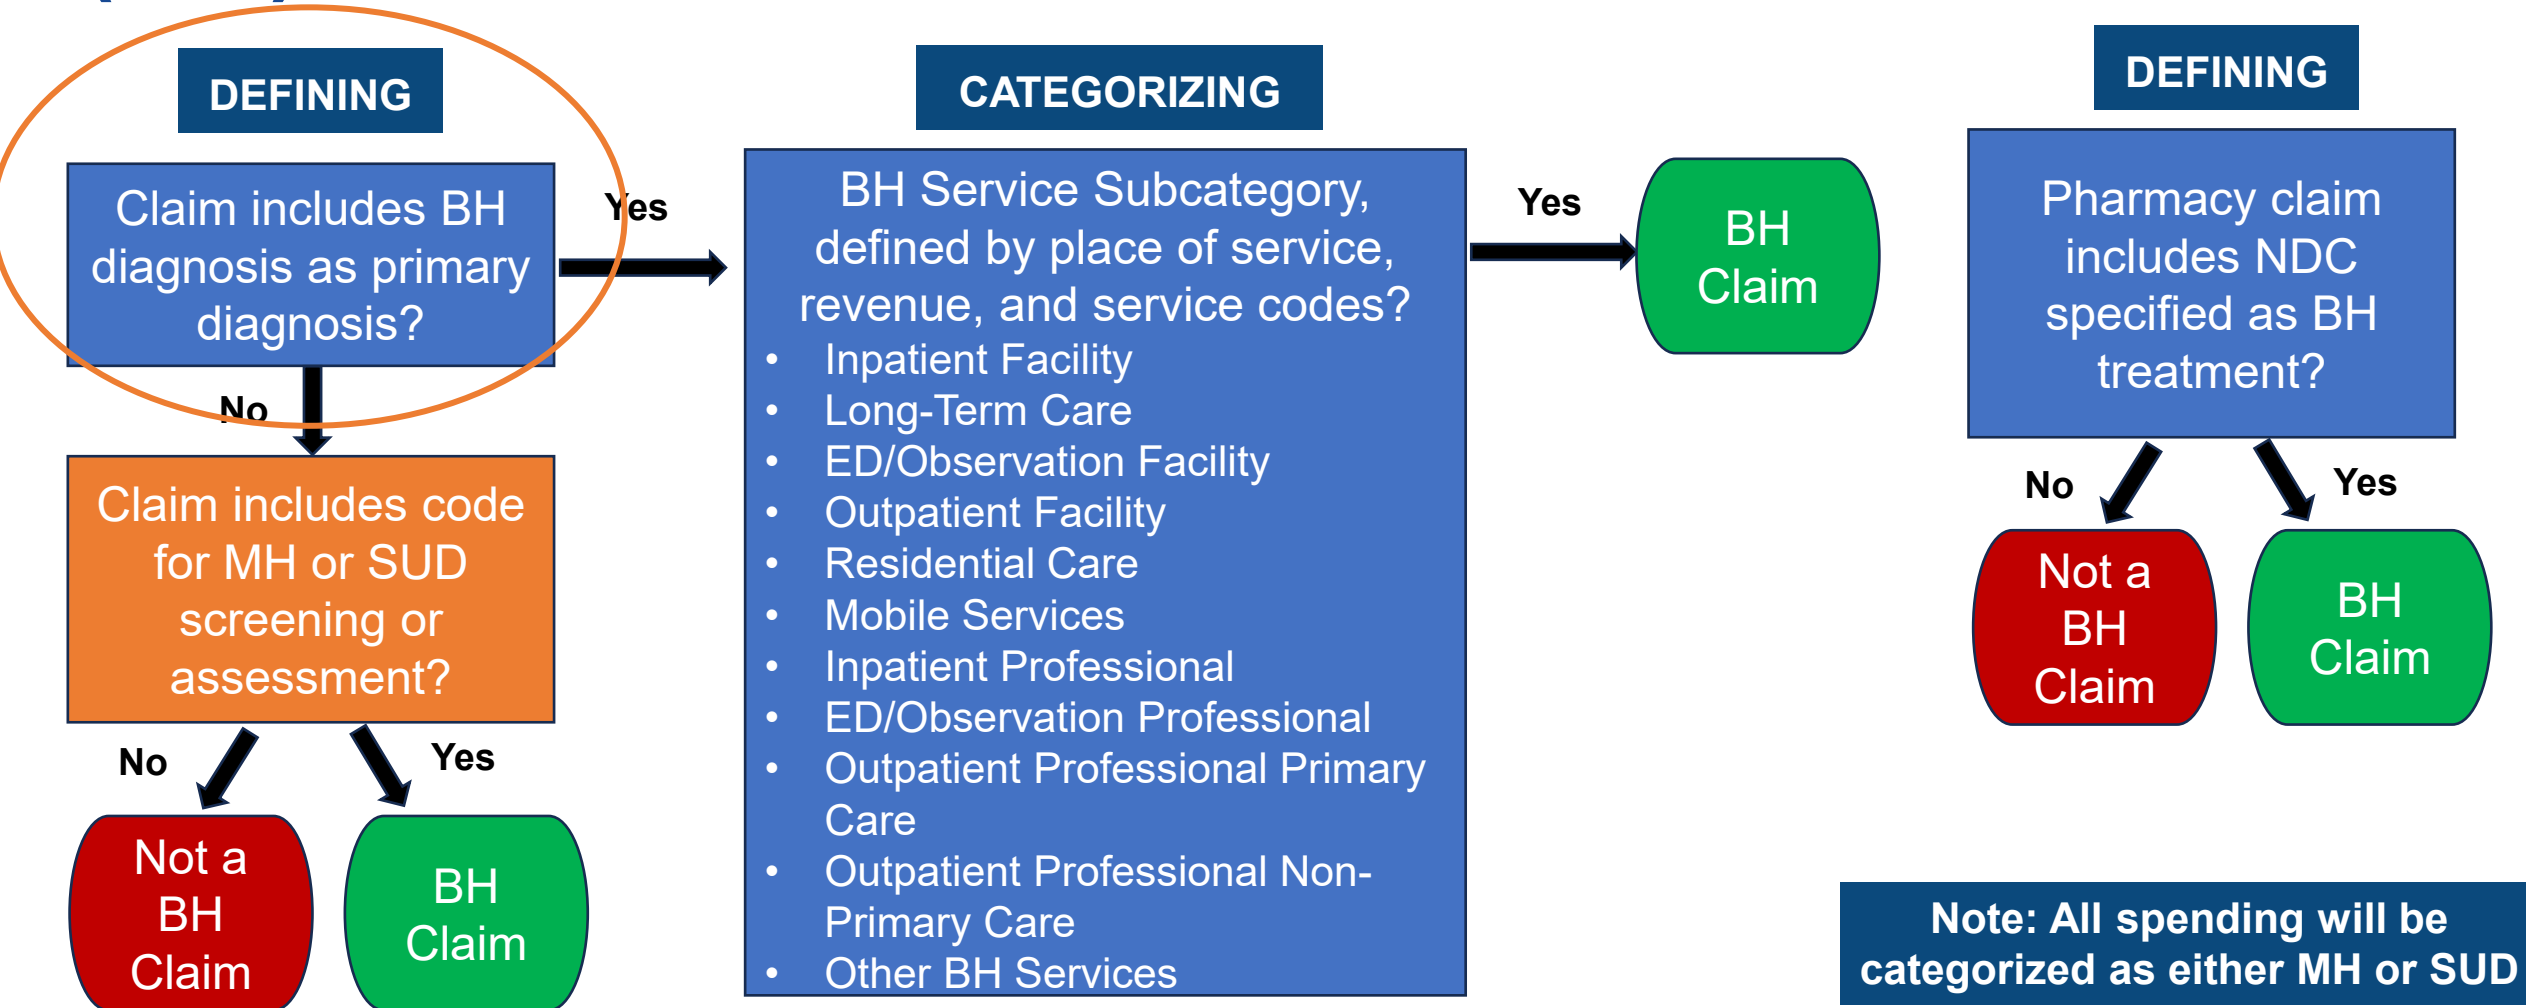 DEFINING
Claim includes BH
diagnosis as primary
diagnosis?
Yes
No
Claim includes code
for MH or SUD
screening or
assessment?
No
Yes
Not a
BH
Claim
BH
Claim
CATEGORIZING
BH Service Subcategory,
defined by place of service,
revenue, and service codes?
• Inpatient Facility
• Long-Term Care
• ED/Observation Facility
• Outpatient Facility
• Residential Care
• Mobile Services
• Inpatient Professional
• ED/Observation Professional
• Outpatient Professional Primary
Care
• Outpatient Professional Non-
Primary Care
• Other BH Services
Yes
BH
Claim
DEFINING
Pharmacy claim
includes NDC
specified as BH
treatment?
No
Yes
Not a
BH
Claim
BH
Claim
Note: All spending will be
categorized as either MH or SUD